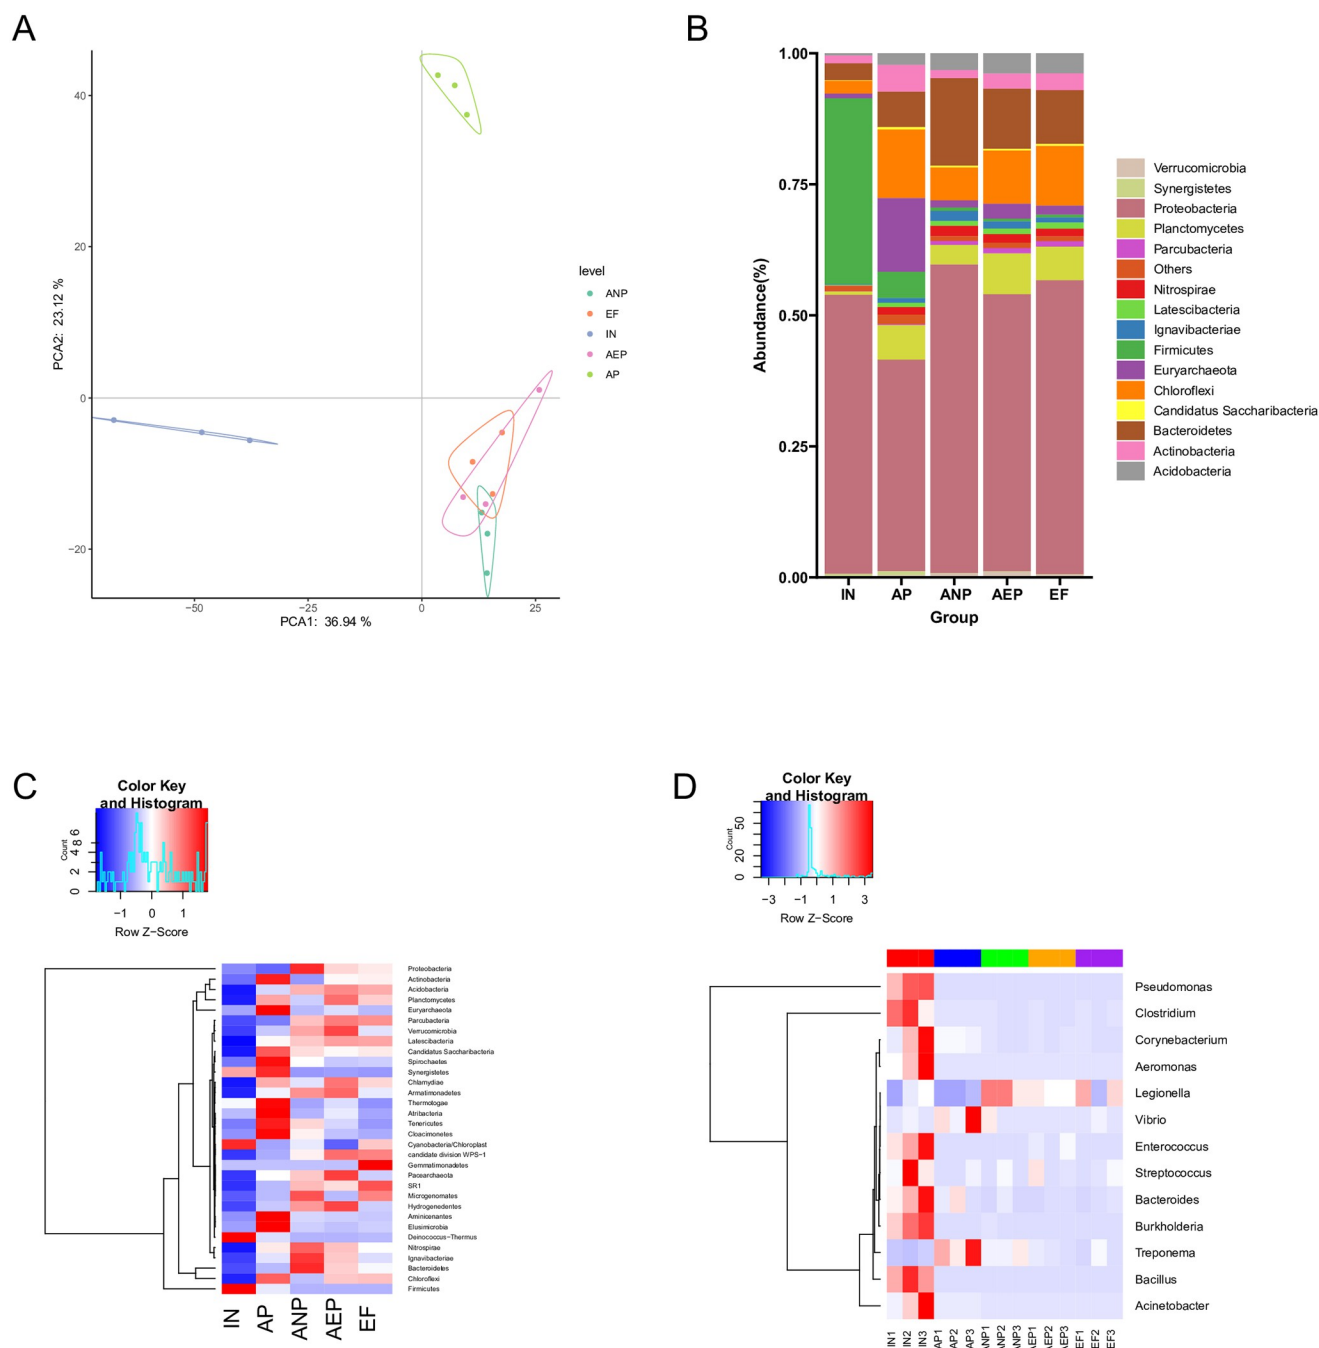 A
40
20
0
−20
−50
−25
0
25
PCA2: 23.12 %
PCA1: 36.94 %
level
ANP
EF
IN
AEP
AP
B
1.00
0.75
0.50
0.25
0.00
Abundance(%)
IN AP ANP AEP EF
Group
Verrucomicrobia
Synergistetes
Proteobacteria
Planctomycetes
Parcubacteria
Others
Nitrospirae
Latescibacteria
Ignavibacteriae
Firmicutes
Euryarchaeota
Chloroflexi
Candidatus Saccharibacteria
Bacteroidetes
Actinobacteria
Acidobacteria
C
Color Key
and Histogram
Count
0 2 4 6 8
−1 0 1
Row Z−Score
Proteobacteria
Actinobacteria
Acidobacteria
Planctomycetes
Euryarchaeota
Parcubacteria
Verrucomicrobia
Latescibacteria
Candidatus Saccharibacteria
Spirochaetes
Synergistetes
Chlamydiae
Armatimonadetes
Thermotogae
Atribacteria
Tenericutes
Cloacimonetes
Cyanobacteria/Chloroplast
candidate division WPS−1
Gemmatimonadetes
Pacearchaeota
SR1
Microgenomates
Hydrogenedentes
Aminicenantes
Elusimicrobia
Deinococcus−Thermus
Nitrospirae
Ignavibacteriae
Bacteroidetes
Chloroflexi
Firmicutes
IN AP ANP AEP EF
D
Color Key
and Histogram
Count
0 20 50
−3 −1 1 3
Row Z−Score
Pseudomonas
Clostridium
Corynebacterium
Aeromonas
Legionella
Vibrio
Enterococcus
Streptococcus
Bacteroides
Burkholderia
Treponema
Bacillus
Acinetobacter
IN1 IN2 IN3 AP1 AP2 AP3 ANP1 ANP2 ANP3 AEP1 AEP2 AEP3 EF1 EF2 EF3